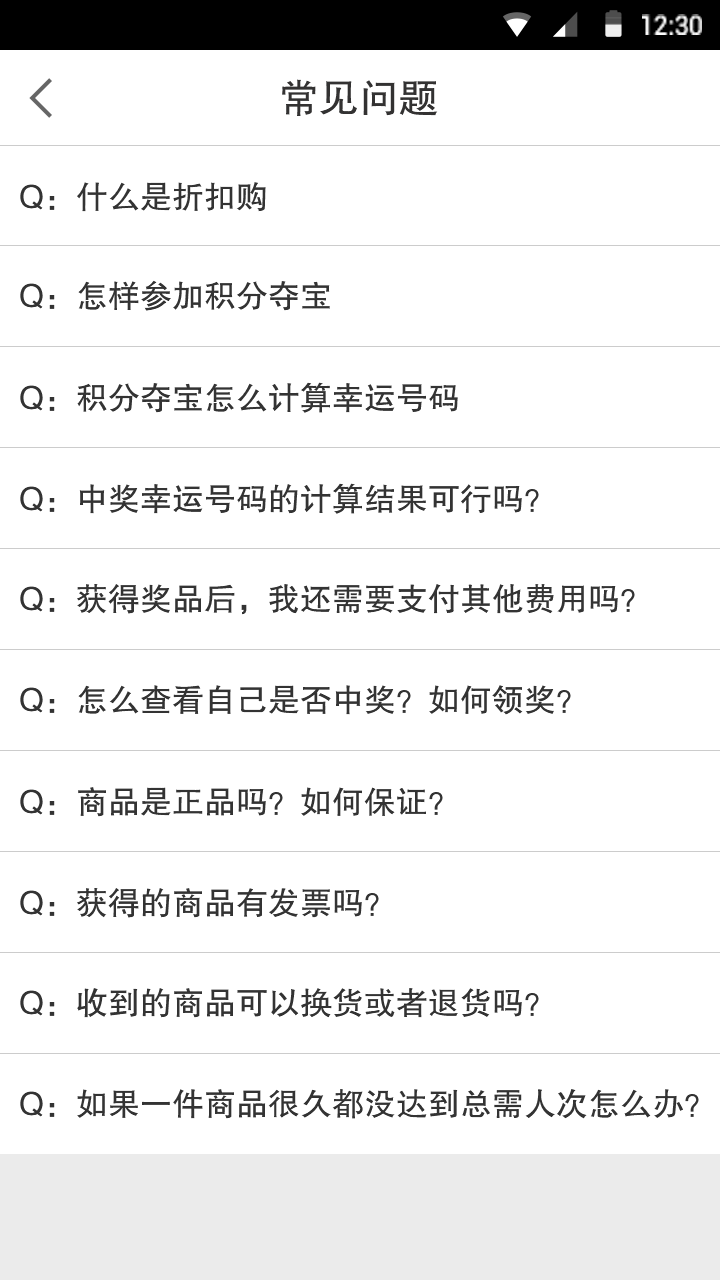 12:30
常见问题
Q：什么是折扣购
Q：怎样参加积分夺宝
Q：积分夺宝怎么计算幸运号码
Q：中奖幸运号码的计算结果可行吗？
Q：获得奖品后，我还需要支付其他费用吗？
Q：怎么查看自己是否中奖？如何领奖？
Q：商品是正品吗？如何保证？
Q：获得的商品有发票吗？
Q：收到的商品可以换货或者退货吗？
Q：如果一件商品很久都没达到总需人次怎么办？